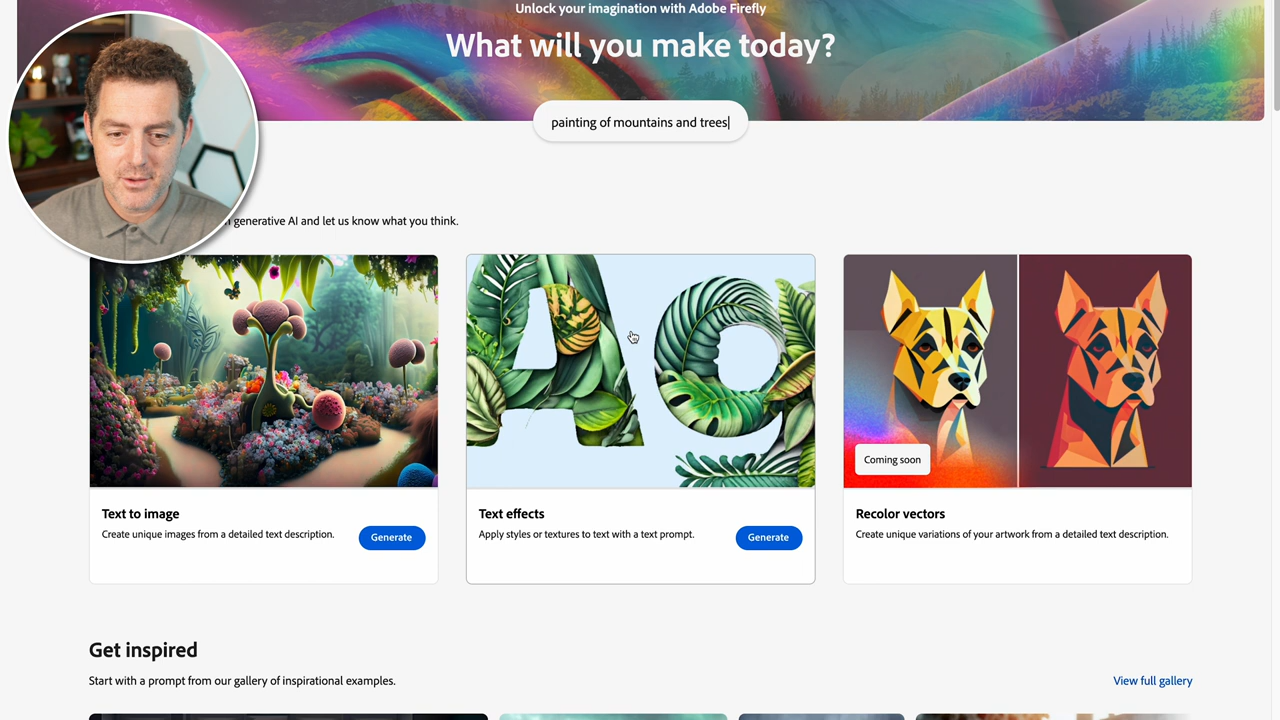 Unlock your imagination with Adobe Firefly
What will you make today?
painting of mountains and trees
generative AI and let us know what you think.
Ag
Coming soon
Text to image
Create unique images from a detailed text description.
Generate
Text effects
Apply styles or textures to text with a text prompt.
Generate
Recolor vectors
Create unique variations of your artwork from a detailed text description.
Get inspired
Start with a prompt from our gallery of inspirational examples.
View full gallery